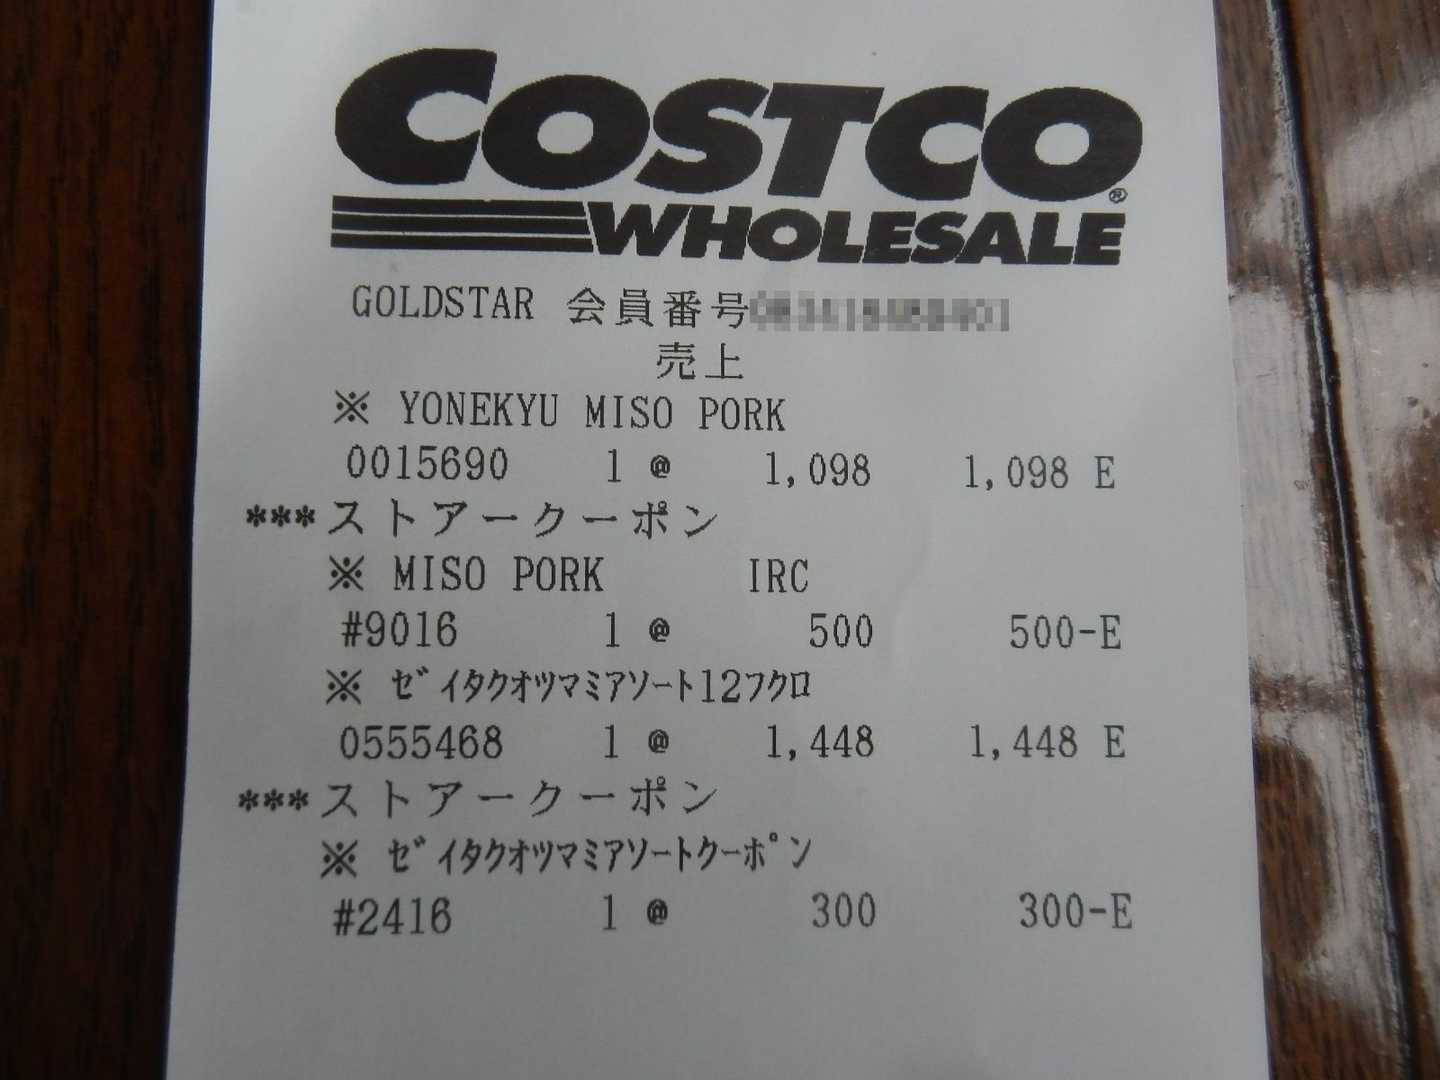 COSTCO
WHOLESALE
GOLDSTAR 会員番号
売上
※ YONEKYU MISO PORK
0015690 1 @ 1,098 1,098 E
***ストアークーポン
※ MISO PORK IRC
#9016 1 @ 500 500-E
※ ｾﾞｲﾀｸｵﾂﾏﾐｱｿｰﾄ12ﾌｸﾛ
0555468 1 @ 1,448 1,448 E
***ストアークーポン
※ ｾﾞｲﾀｸｵﾂﾏﾐｱｿｰﾄｸｰﾎﾟﾝ
#2416 1 @ 300 300-E